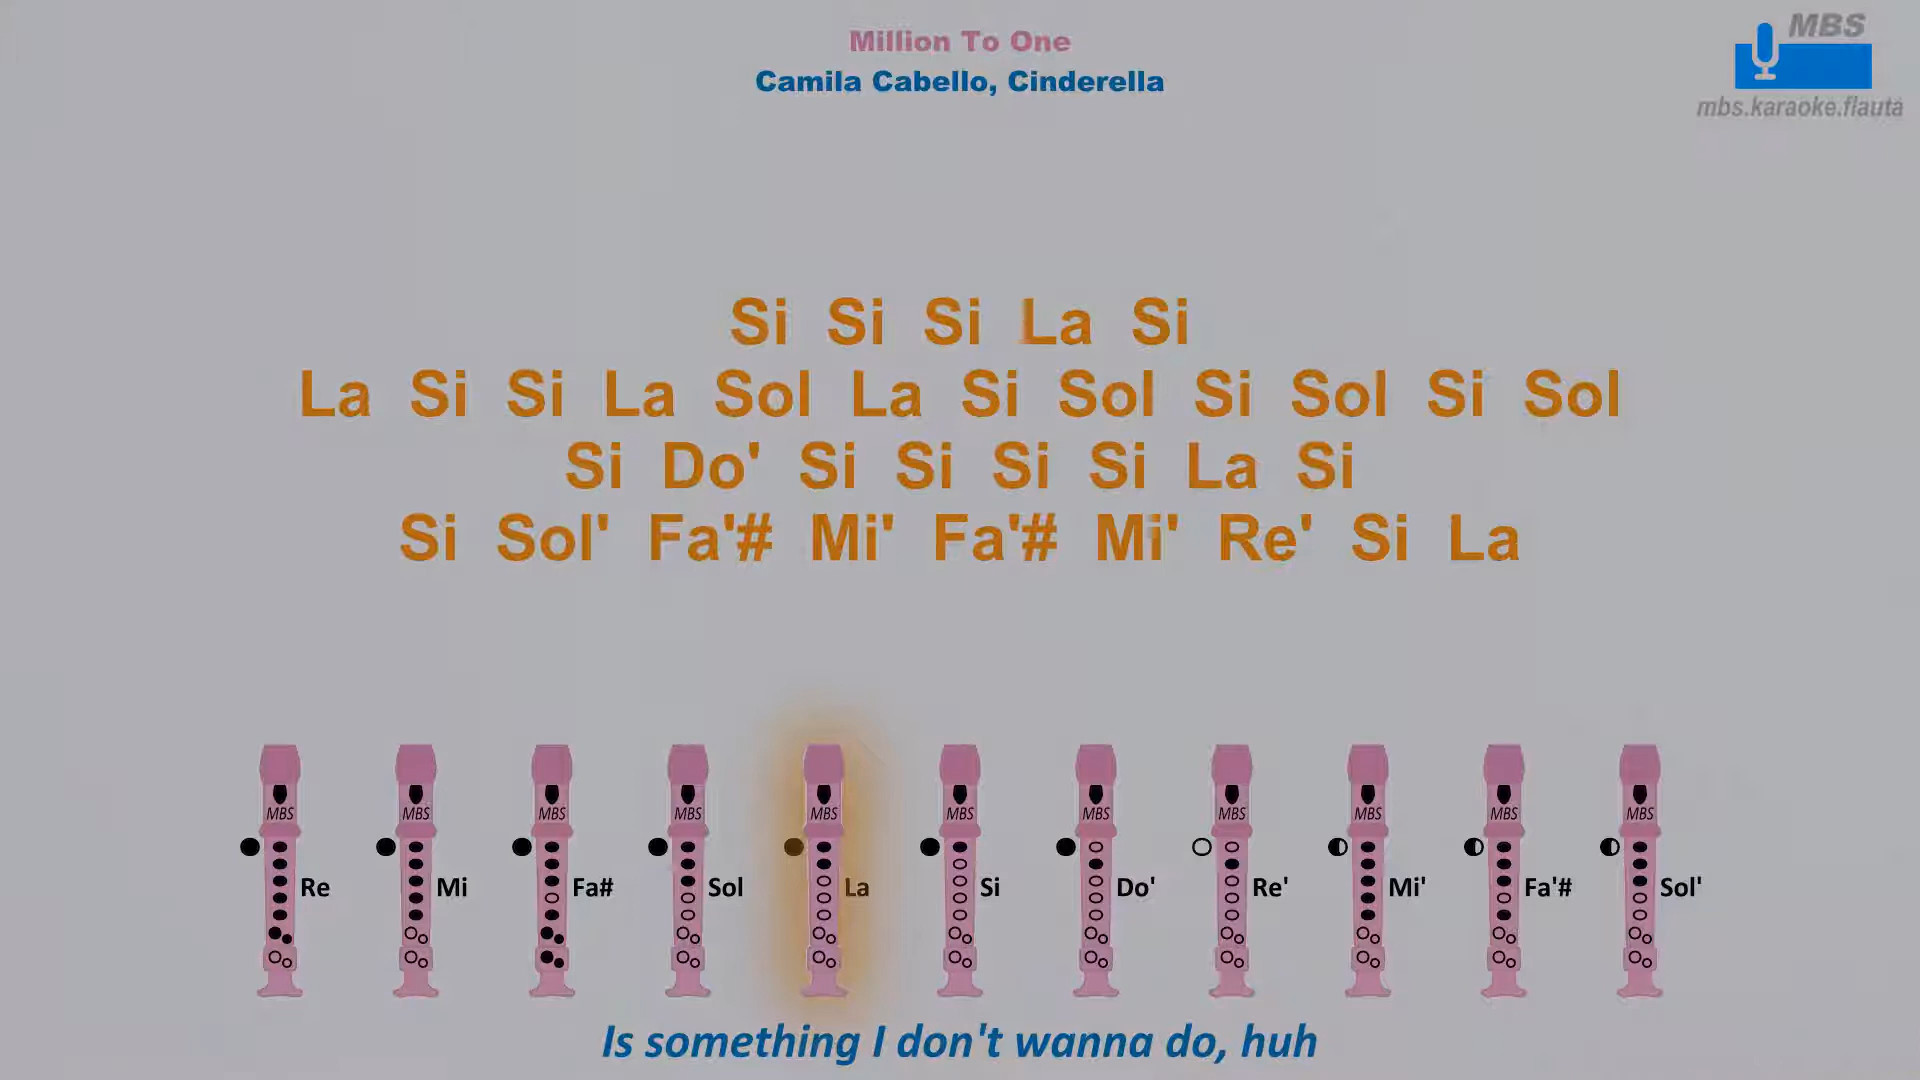 Million To One
Camila Cabello, Cinderella
MBS
mbs.karaoke.flauta
Si Si Si La Si
La Si Si La Sol La Si Sol Si Sol Si Sol
Si Do' Si Si Si Si La Si
Si Sol' Fa'# Mi' Fa'# Mi' Re' Si La
MBS MBS MBS MBS MBS MBS MBS MBS MBS MBS MBS
Re Mi Fa# Sol La Si Do' Re' Mi' Fa'# Sol'
Is something I don't wanna do, huh